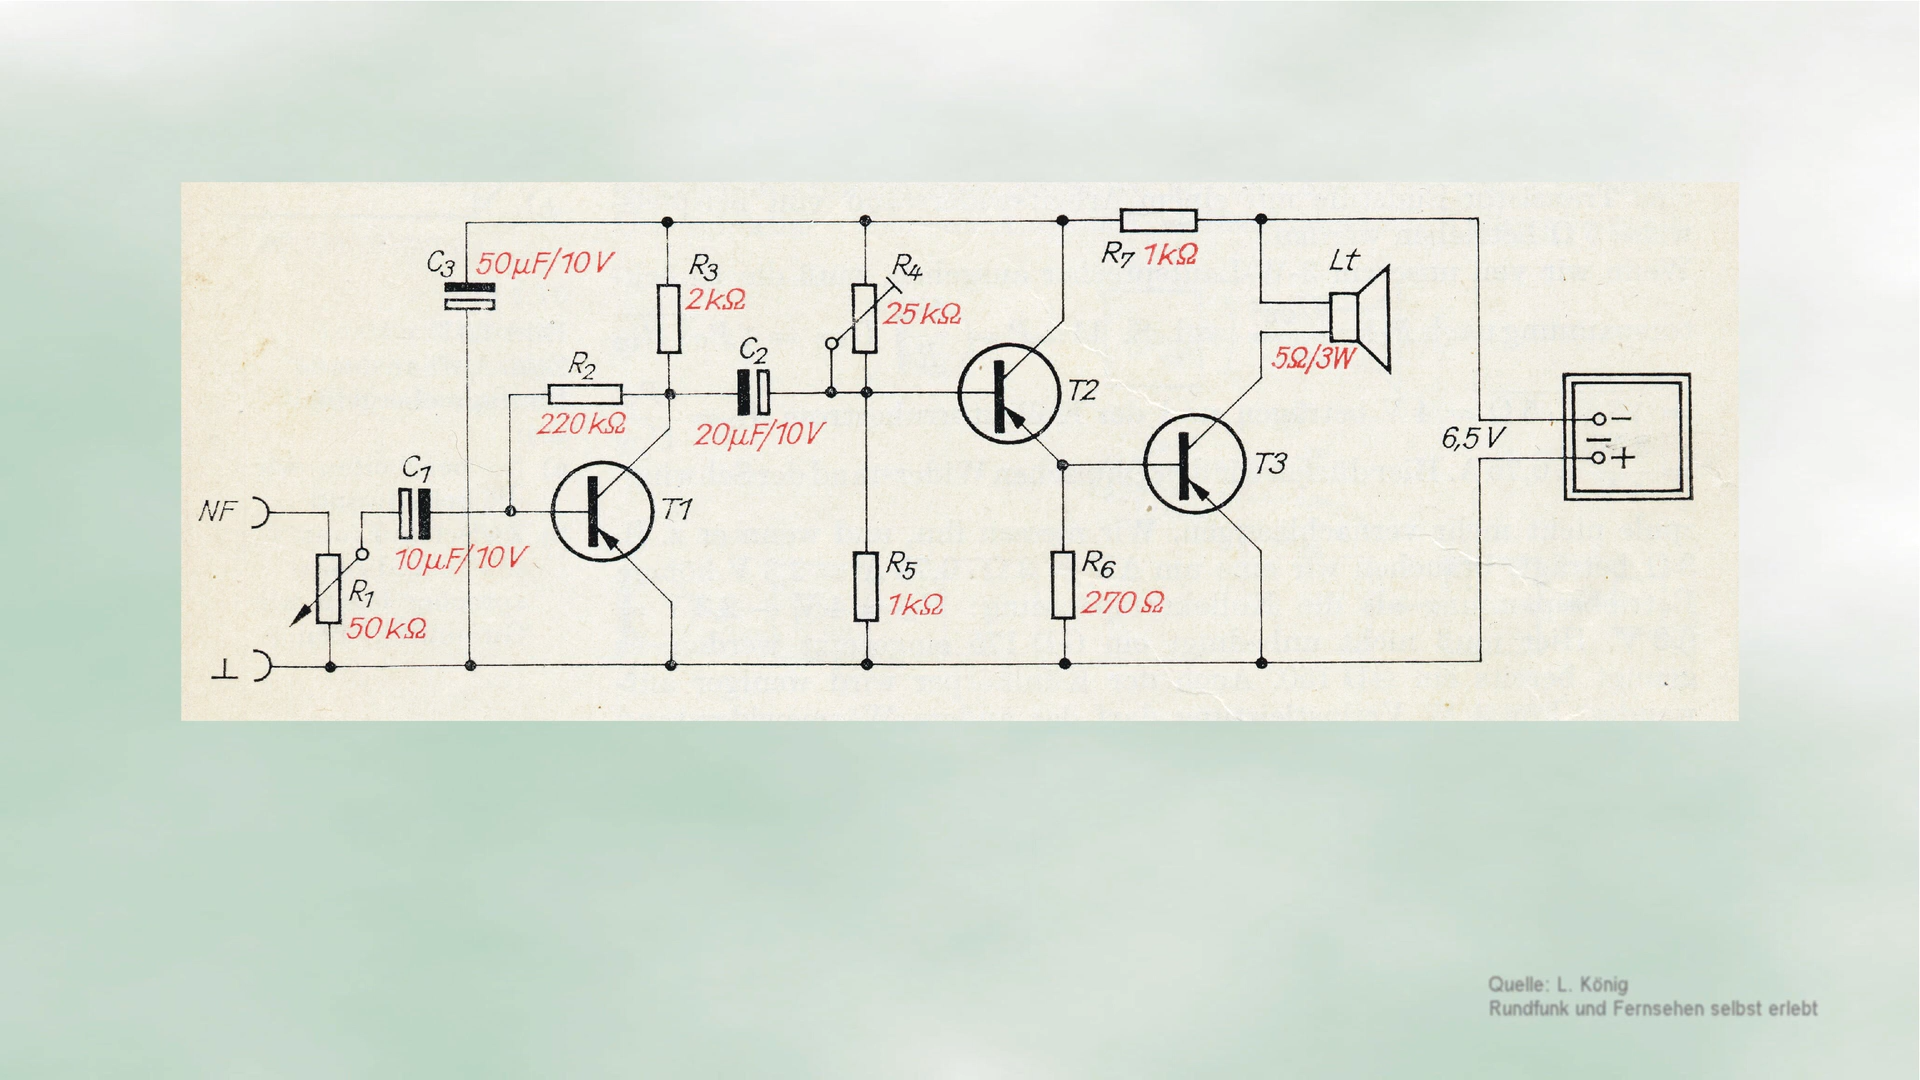 C3 50µF/10V
R3
2kΩ
R4
25kΩ
R7 1kΩ
Lt
5Ω/3W
R2
220kΩ
C2
20µF/10V
T2
T3
6,5V
−
+
NF
C1
10µF/10V
T1
R1
50kΩ
R5
1kΩ
R6
270Ω
⊥
Quelle: L. König
Rundfunk und Fernsehen selbst erlebt